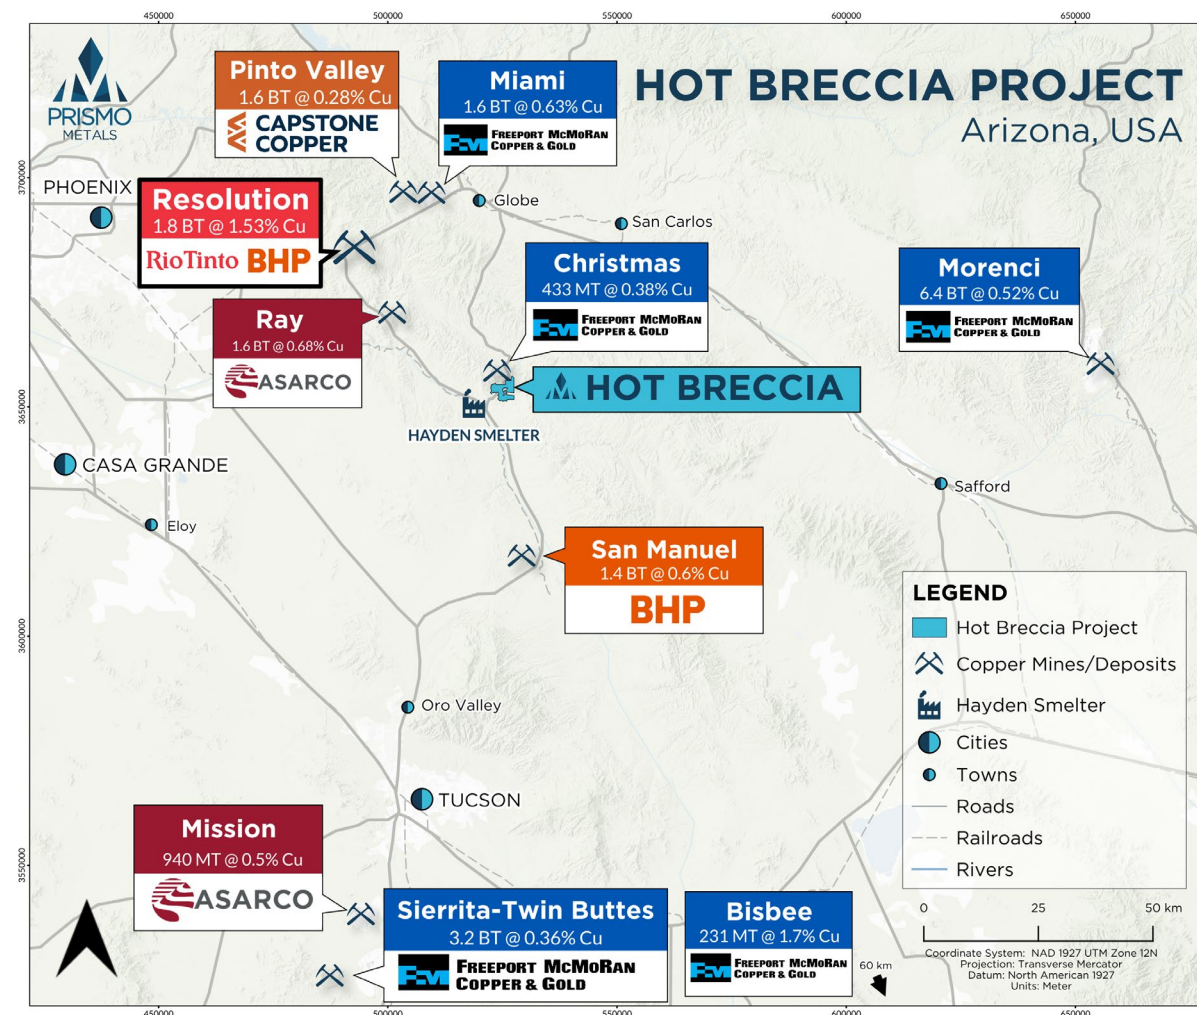 450000
500000
550000
600000
650000
PRISMO
METALS
HOT BRECCIA PROJECT
Arizona, USA
Pinto Valley
1.6 BT @ 0.28% Cu
CAPSTONE
COPPER
Miami
1.6 BT @ 0.63% Cu
FCX
FREEPORT MCMORAN
COPPER & GOLD
3700000
PHOENIX
Resolution
1.8 BT @ 1.53% Cu
RioTinto BHP
Globe
San Carlos
Christmas
433 MT @ 0.38% Cu
FCX
FREEPORT MCMORAN
COPPER & GOLD
Morenci
6.4 BT @ 0.52% Cu
FCX
FREEPORT MCMORAN
COPPER & GOLD
Ray
1.6 BT @ 0.68% Cu
ASARCO
HOT BRECCIA
3650000
HAYDEN SMELTER
CASA GRANDE
Eloy
Safford
San Manuel
1.4 BT @ 0.6% Cu
BHP
3600000
Oro Valley
TUCSON
LEGEND
Hot Breccia Project
Copper Mines/Deposits
Hayden Smelter
Cities
Towns
Roads
Railroads
Rivers
3550000
Mission
940 MT @ 0.5% Cu
ASARCO
Sierrita-Twin Buttes
3.2 BT @ 0.36% Cu
FCX
FREEPORT MCMORAN
COPPER & GOLD
Bisbee
231 MT @ 1.7% Cu
FCX
FREEPORT MCMORAN
COPPER & GOLD
60 km
0 25 50 km
Coordinate System: NAD 1927 UTM Zone 12N
Projection: Transverse Mercator
Datum: North American 1927
Units: Meter
450000
500000
550000
600000
650000